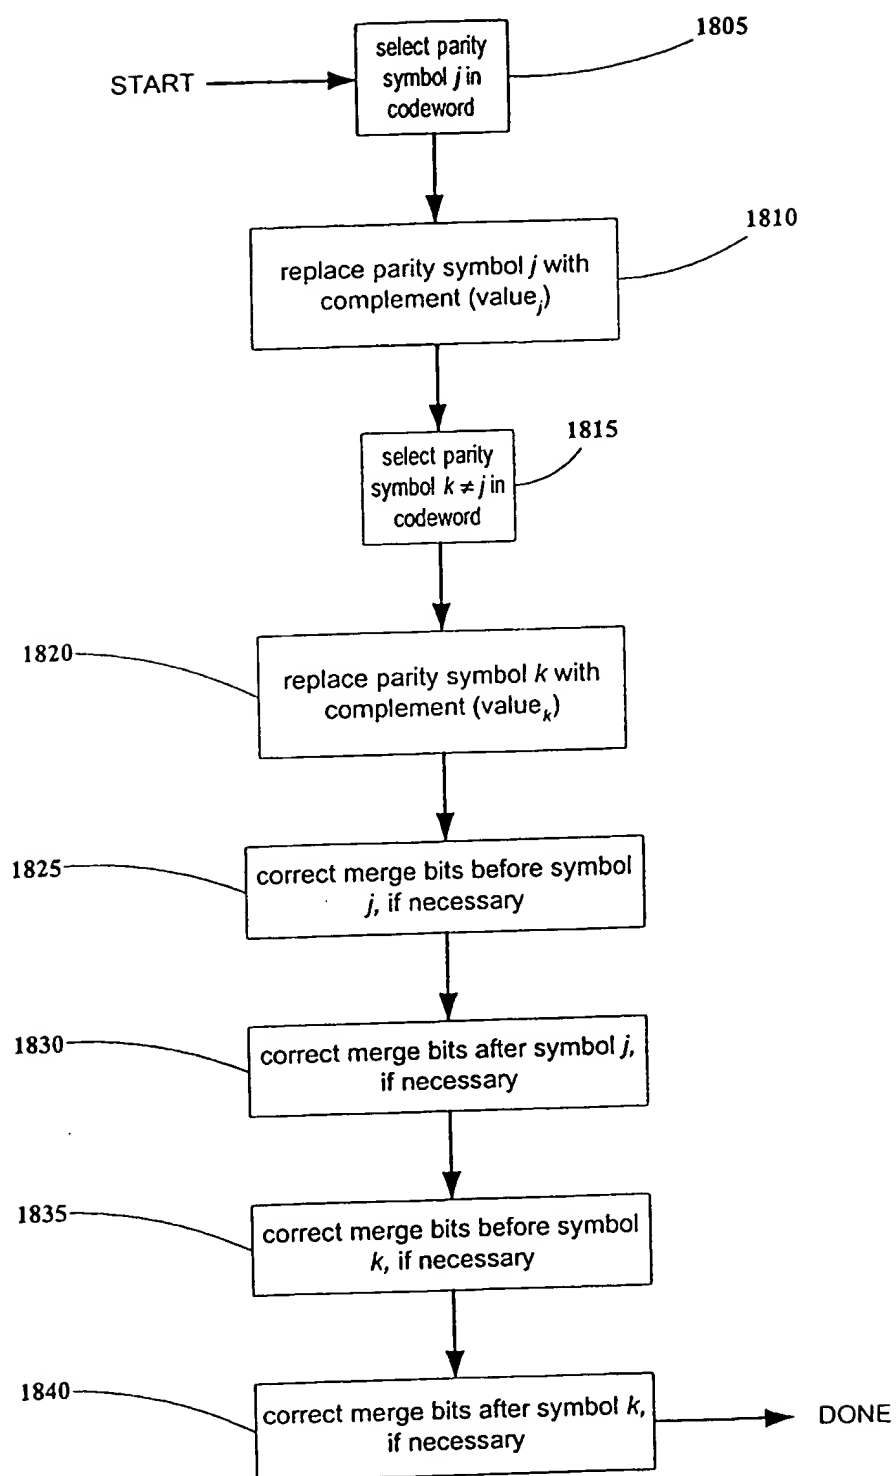 1805
select parity
symbol j in
codeword
START
1810
replace parity symbol j with
complement (value_j)
1815
select parity
symbol k ≠ j in
codeword
1820
replace parity symbol k with
complement (value_k)
1825
correct merge bits before symbol
j, if necessary
1830
correct merge bits after symbol j,
if necessary
1835
correct merge bits before symbol
k, if necessary
1840
correct merge bits after symbol k,
if necessary
DONE